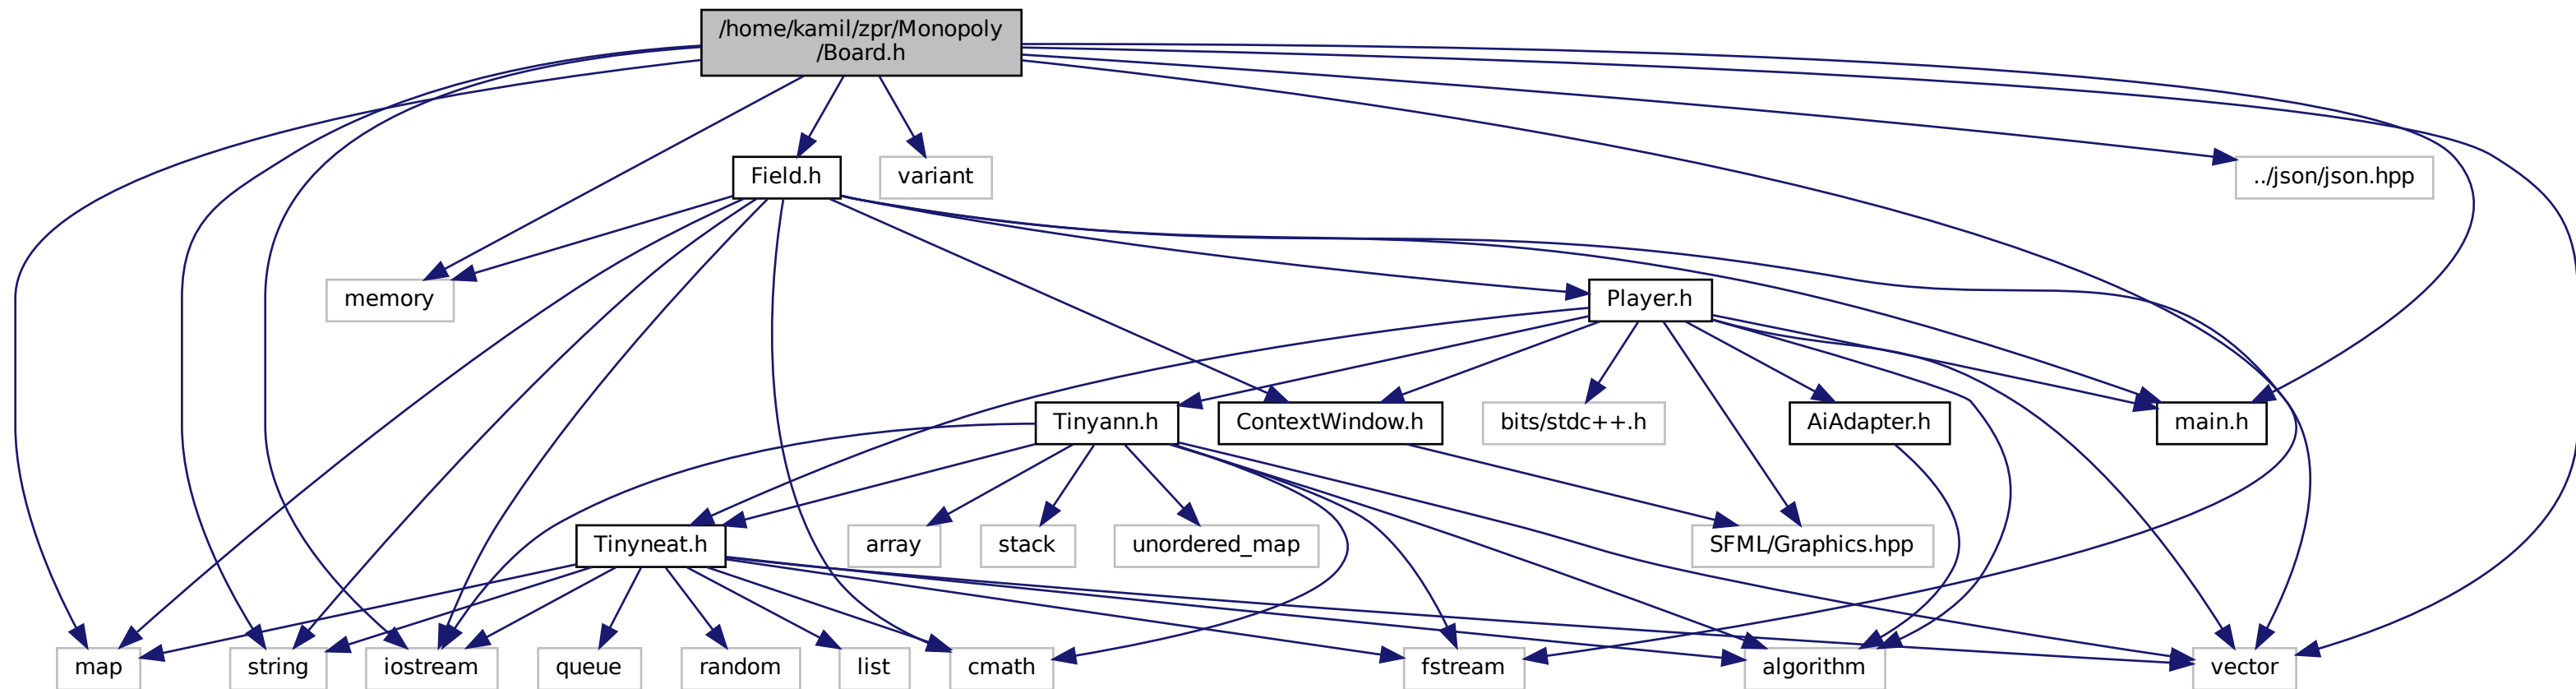 /home/kamil/zpr/Monopoly
/Board.h
Field.h
variant
../json/json.hpp
memory
Player.h
Tinyann.h
ContextWindow.h
bits/stdc++.h
AiAdapter.h
main.h
Tinyneat.h
array
stack
unordered_map
SFML/Graphics.hpp
map
string
iostream
queue
random
list
cmath
fstream
algorithm
vector